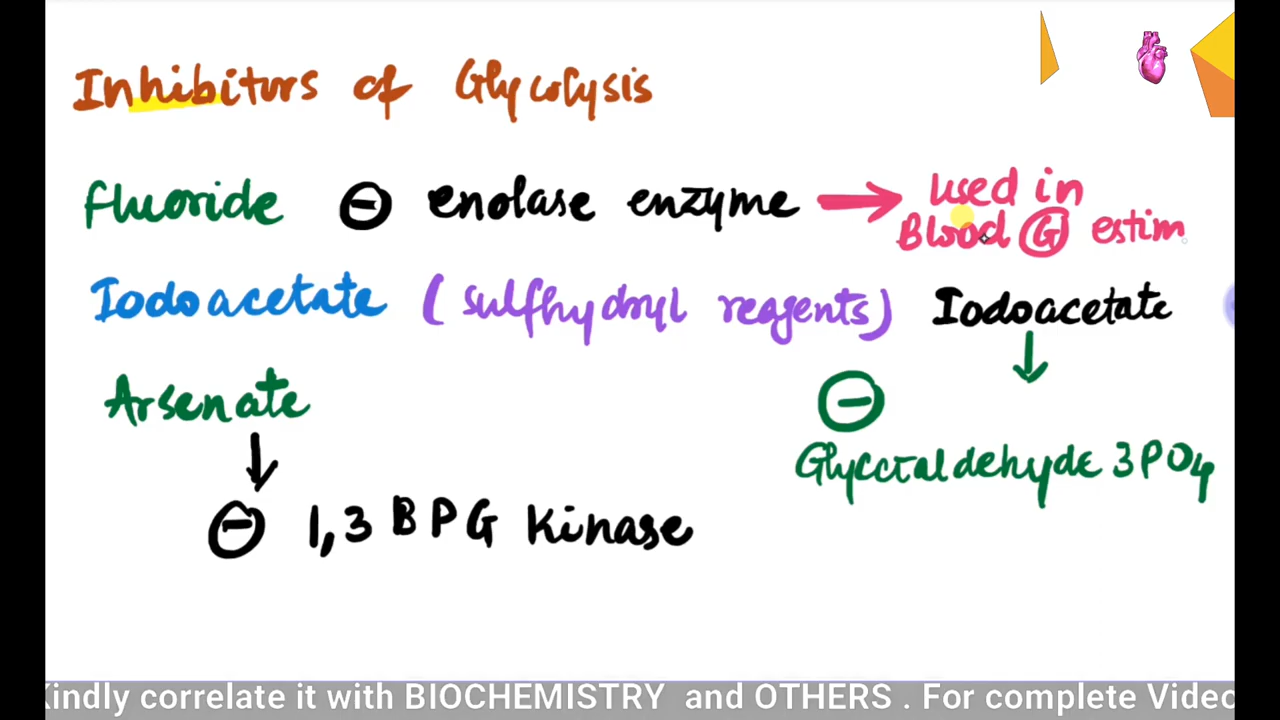 Inhibitors of Glycolysis
fluoride ⊖ enolase enzyme → used in
Blood Ⓖ estim
Iodoacetate (sulfhydryl reagents) Iodoacetate
↓
Arsenate ⊖
↓ Glyceraldehyde 3PO4
⊖ 1,3 BPG Kinase
Kindly correlate it with BIOCHEMISTRY and OTHERS . For complete Video